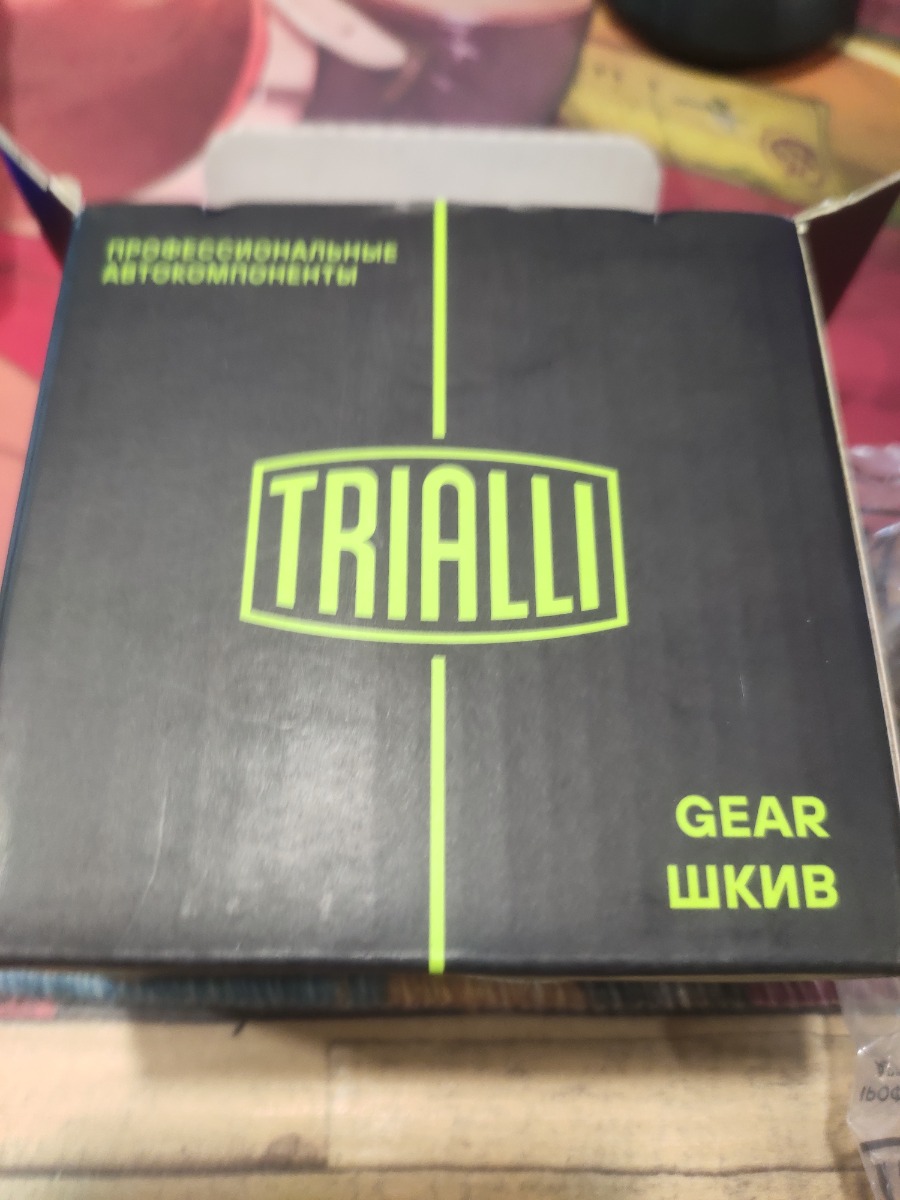 ПРОФЕССИОНАЛЬНЫЕ
АВТОКОМПОНЕНТЫ
TRIALLI
GEAR
ШКИВ